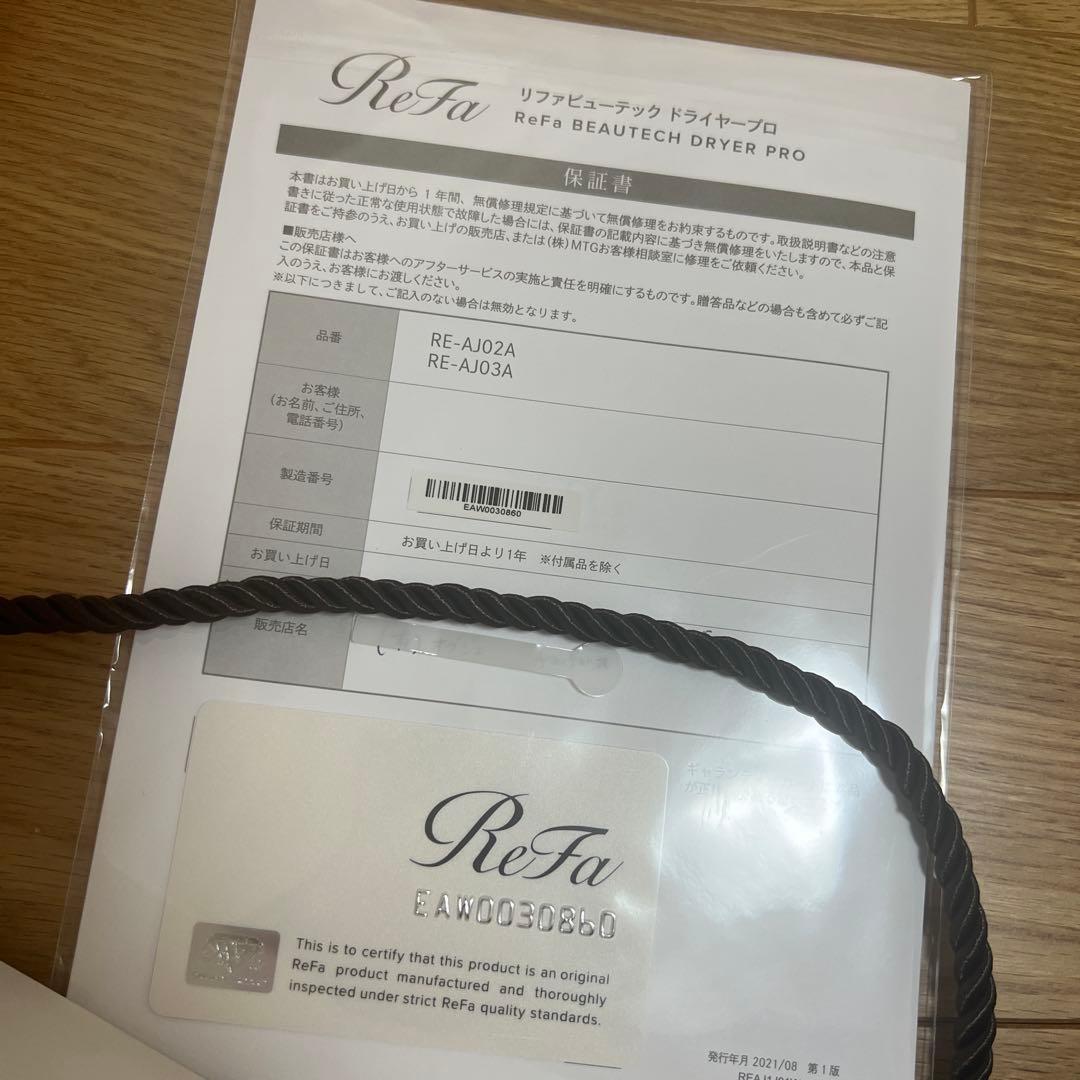 ReFa
リファビューテック ドライヤープロ
ReFa BEAUTECH DRYER PRO
保証書
本書はお買い上げ日から 1 年間、無償修理規定に基づいて無償修理をお約束するものです。取扱説明書などの注意
書きに従った正常な使用状態で故障した場合には、保証書の記載内容に基づき無償修理をいたしますので、本品と保
証書をご持参のうえ、お買い上げの販売店、または(株)MTGお客様相談室に修理をご依頼ください。
■販売店様へ
この保証書はお客様へのアフターサービスの実施と責任を明確にするものです。贈答品などの場合も含めて必ずご記
入のうえ、お客様にお渡しください。
※以下につきまして、ご記入のない場合は無効となります。
品番
RE-AJ02A
RE-AJ03A
お客様
(お名前、ご住所、
電話番号)
製造番号
EAW0030860
保証期間
お買い上げ日より1年 ※付属品を除く
お買い上げ日
販売店名
ReFa
EAW0030860
This is to certify that this product is an original
ReFa product manufactured and thoroughly
inspected under strict ReFa quality standards.
発行年月 2021/08 第1版